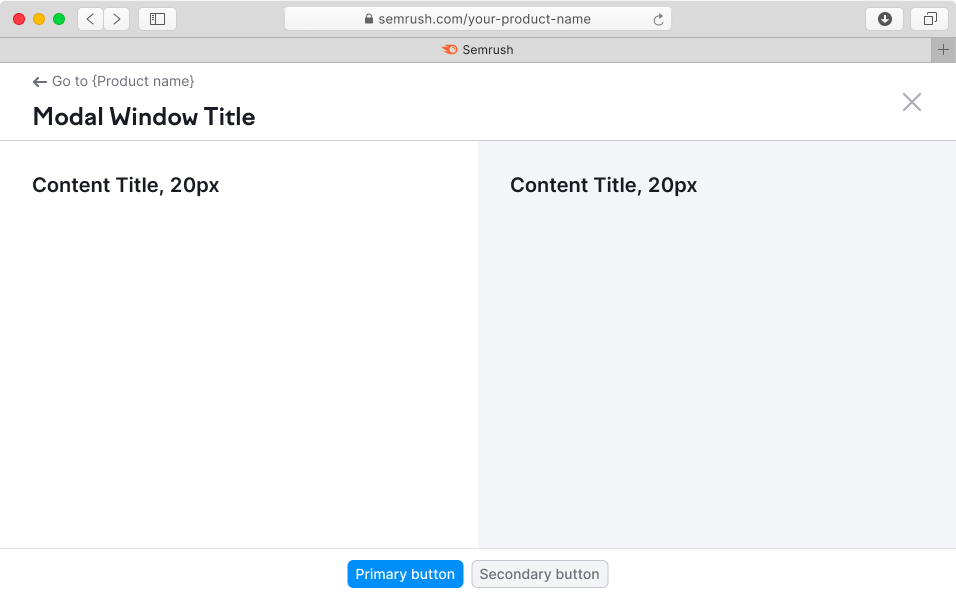 semrush.com/your-product-name
Semrush
Go to {Product name}
Modal Window Title
Content Title, 20px
Content Title, 20px
Primary button
Secondary button